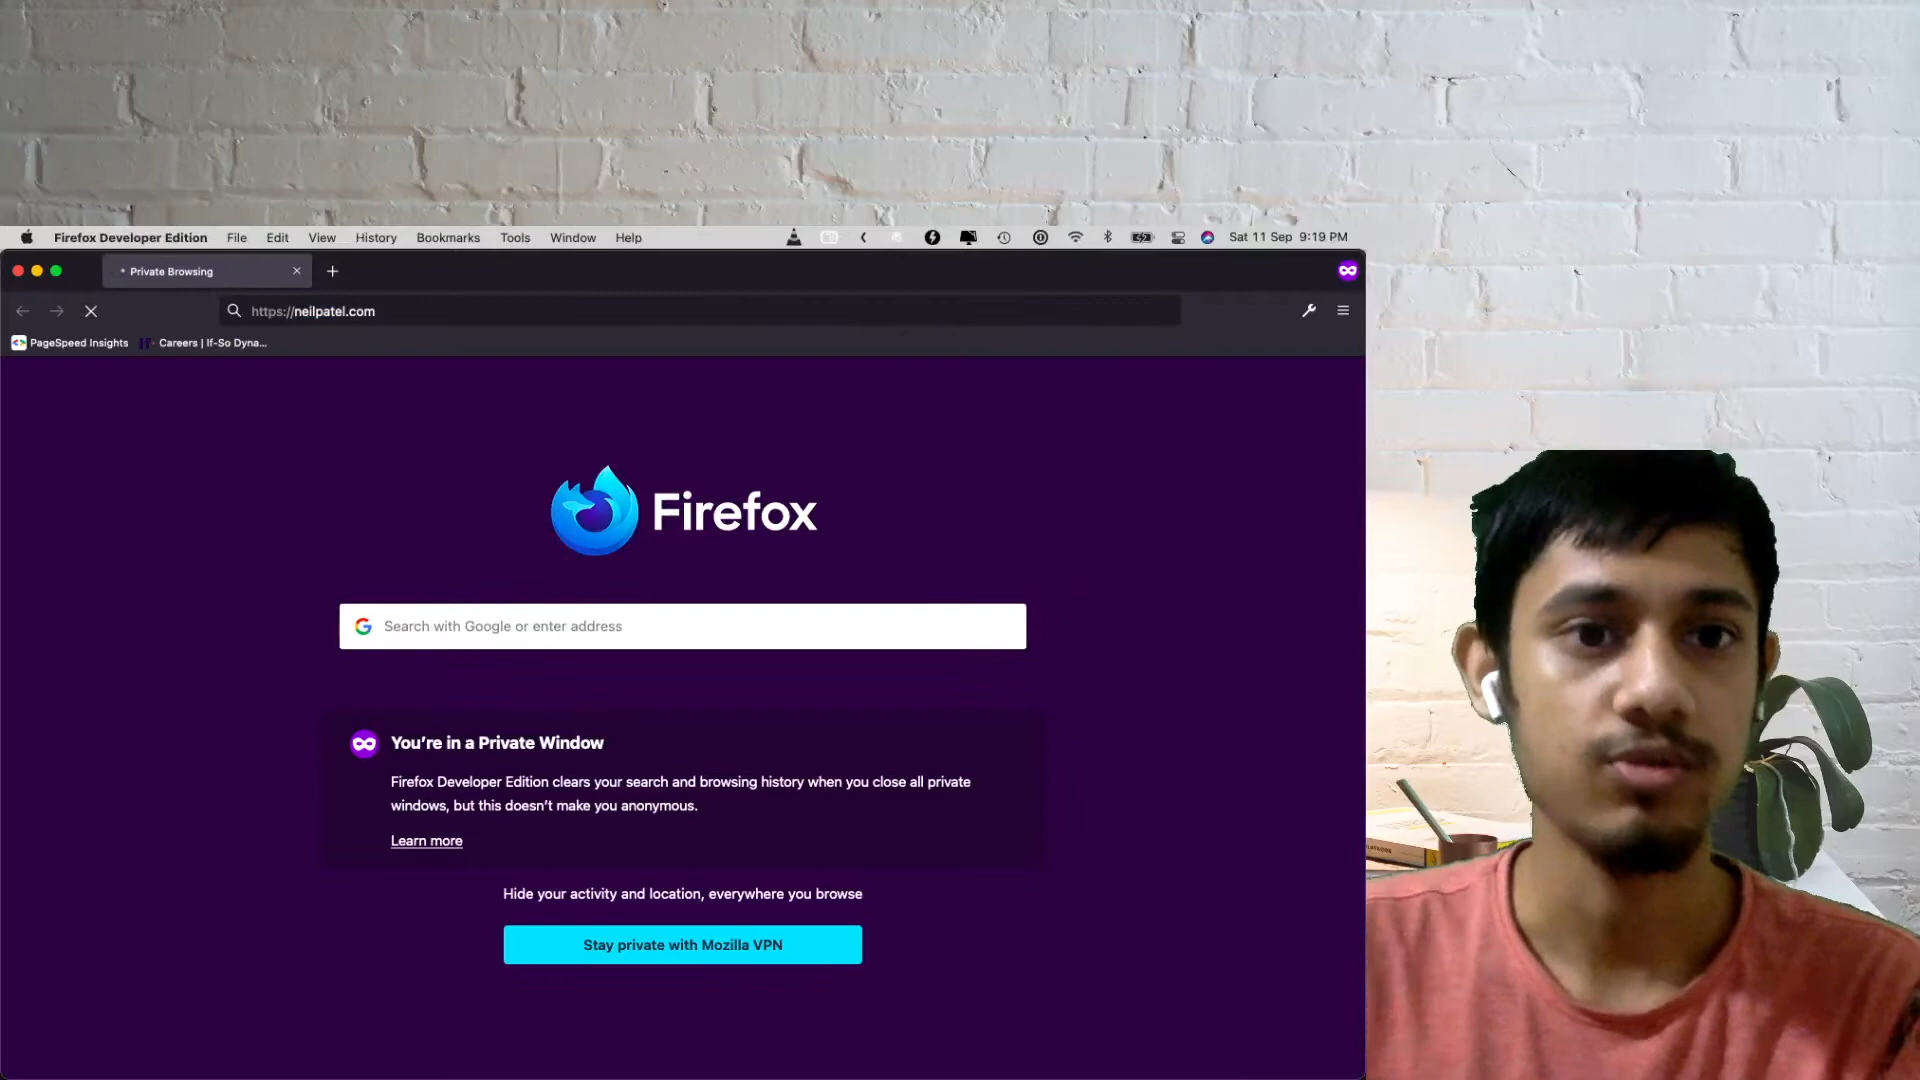 Firefox Developer Edition File Edit View History Bookmarks Tools Window Help Sat 11 Sep 9:19 PM
Private Browsing
https://neilpatel.com
PageSpeed Insights Careers | If-So Dyna...
Firefox
Search with Google or enter address
You're in a Private Window
Firefox Developer Edition clears your search and browsing history when you close all private
windows, but this doesn't make you anonymous.
Learn more
Hide your activity and location, everywhere you browse
Stay private with Mozilla VPN